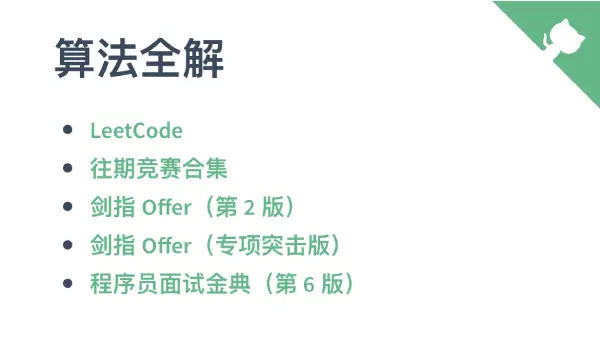 算法全解
LeetCode
往期竞赛合集
剑指 Offer（第 2 版）
剑指 Offer（专项突击版）
程序员面试金典（第 6 版）